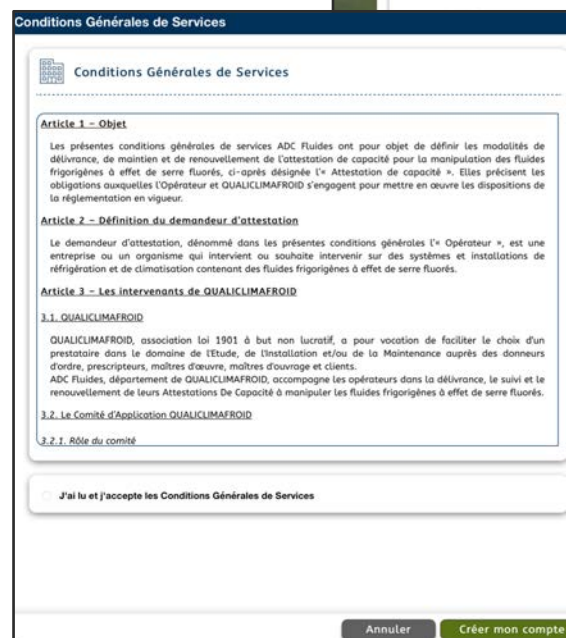 Conditions Générales de Services
Conditions Générales de Services
Article 1 – Objet
Les présentes conditions générales de services ADC Fluides ont pour objet de définir les modalités de
délivrance, de maintien et de renouvellement de l'attestation de capacité pour la manipulation des fluides
frigorigènes à effet de serre fluorés, ci-après désignée l'« Attestation de capacité ». Elles précisent les
obligations auxquelles l'Opérateur et QUALICLIMAFROID s'engagent pour mettre en œuvre les dispositions de
la réglementation en vigueur.
Article 2 – Définition du demandeur d'attestation
Le demandeur d'attestation, dénommé dans les présentes conditions générales l'« Opérateur », est une
entreprise ou un organisme qui intervient ou souhaite intervenir sur des systèmes et installations de
réfrigération et de climatisation contenant des fluides frigorigènes à effet de serre fluorés.
Article 3 – Les intervenants de QUALICLIMAFROID
3.1. QUALICLIMAFROID
QUALICLIMAFROID, association loi 1901 à but non lucratif, a pour vocation de faciliter le choix d'un
prestataire dans le domaine de l'Etude, de l'Installation et/ou de la Maintenance auprès des donneurs
d'ordre, prescripteurs, maîtres d'œuvre, maîtres d'ouvrage et clients.
ADC Fluides, département de QUALICLIMAFROID, accompagne les opérateurs dans la délivrance, le suivi et le
renouvellement de leurs Attestations De Capacité à manipuler les fluides frigorigènes à effet de serre fluorés.
3.2. Le Comité d'Application QUALICLIMAFROID
3.2.1. Rôle du comité
J'ai lu et j'accepte les Conditions Générales de Services
Annuler Créer mon compte